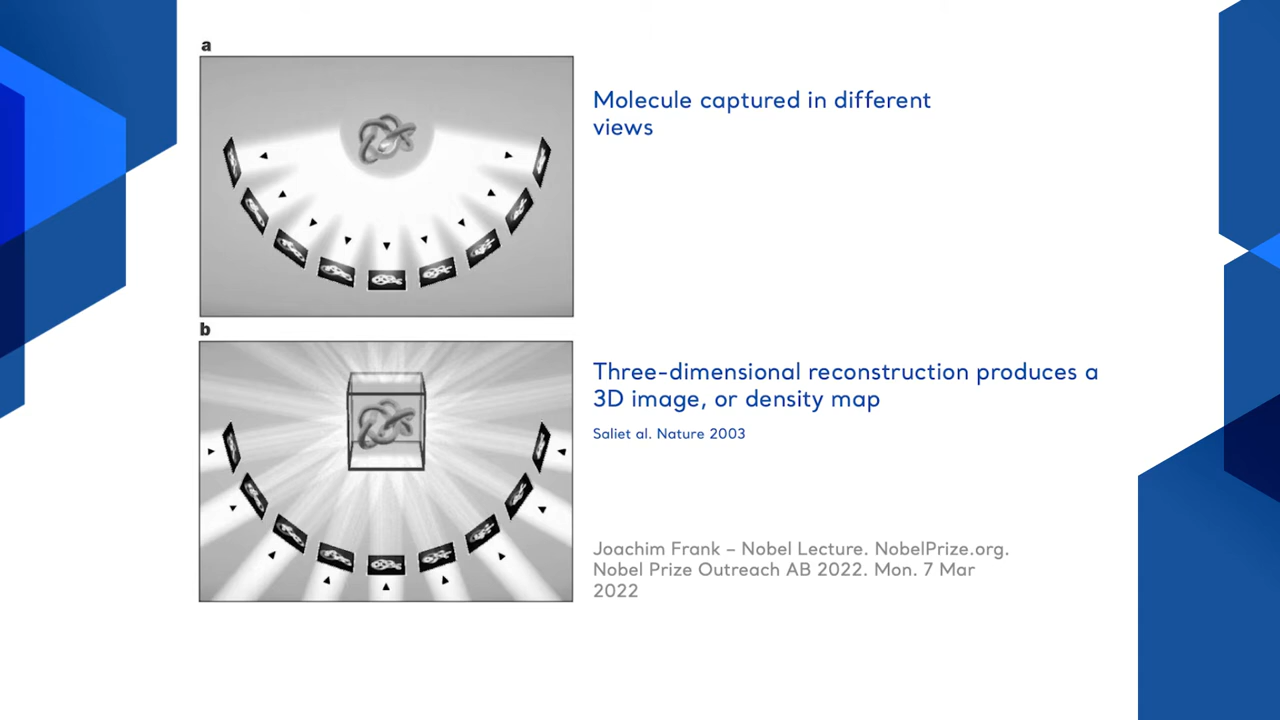 a
Molecule captured in different
views
b
Three-dimensional reconstruction produces a
3D image, or density map
Saliet al. Nature 2003
Joachim Frank – Nobel Lecture. NobelPrize.org.
Nobel Prize Outreach AB 2022. Mon. 7 Mar
2022